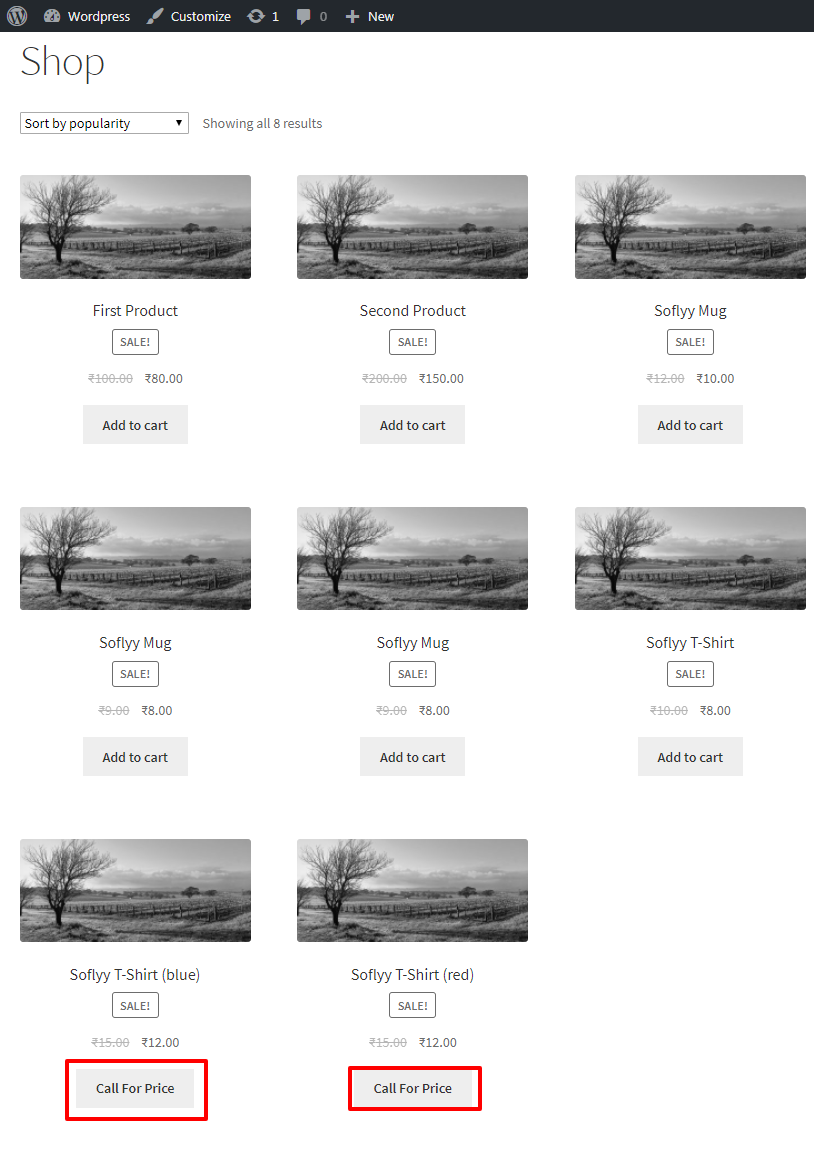 Wordpress Customize 1 0 New
Shop
Sort by popularity Showing all 8 results
First Product Second Product Soflyy Mug
SALE! SALE! SALE!
₹100.00 ₹80.00 ₹200.00 ₹150.00 ₹12.00 ₹10.00
Add to cart Add to cart Add to cart
Soflyy Mug Soflyy Mug Soflyy T-Shirt
SALE! SALE! SALE!
₹9.00 ₹8.00 ₹9.00 ₹8.00 ₹10.00 ₹8.00
Add to cart Add to cart Add to cart
Soflyy T-Shirt (blue) Soflyy T-Shirt (red)
SALE! SALE!
₹15.00 ₹12.00 ₹15.00 ₹12.00
Call For Price Call For Price